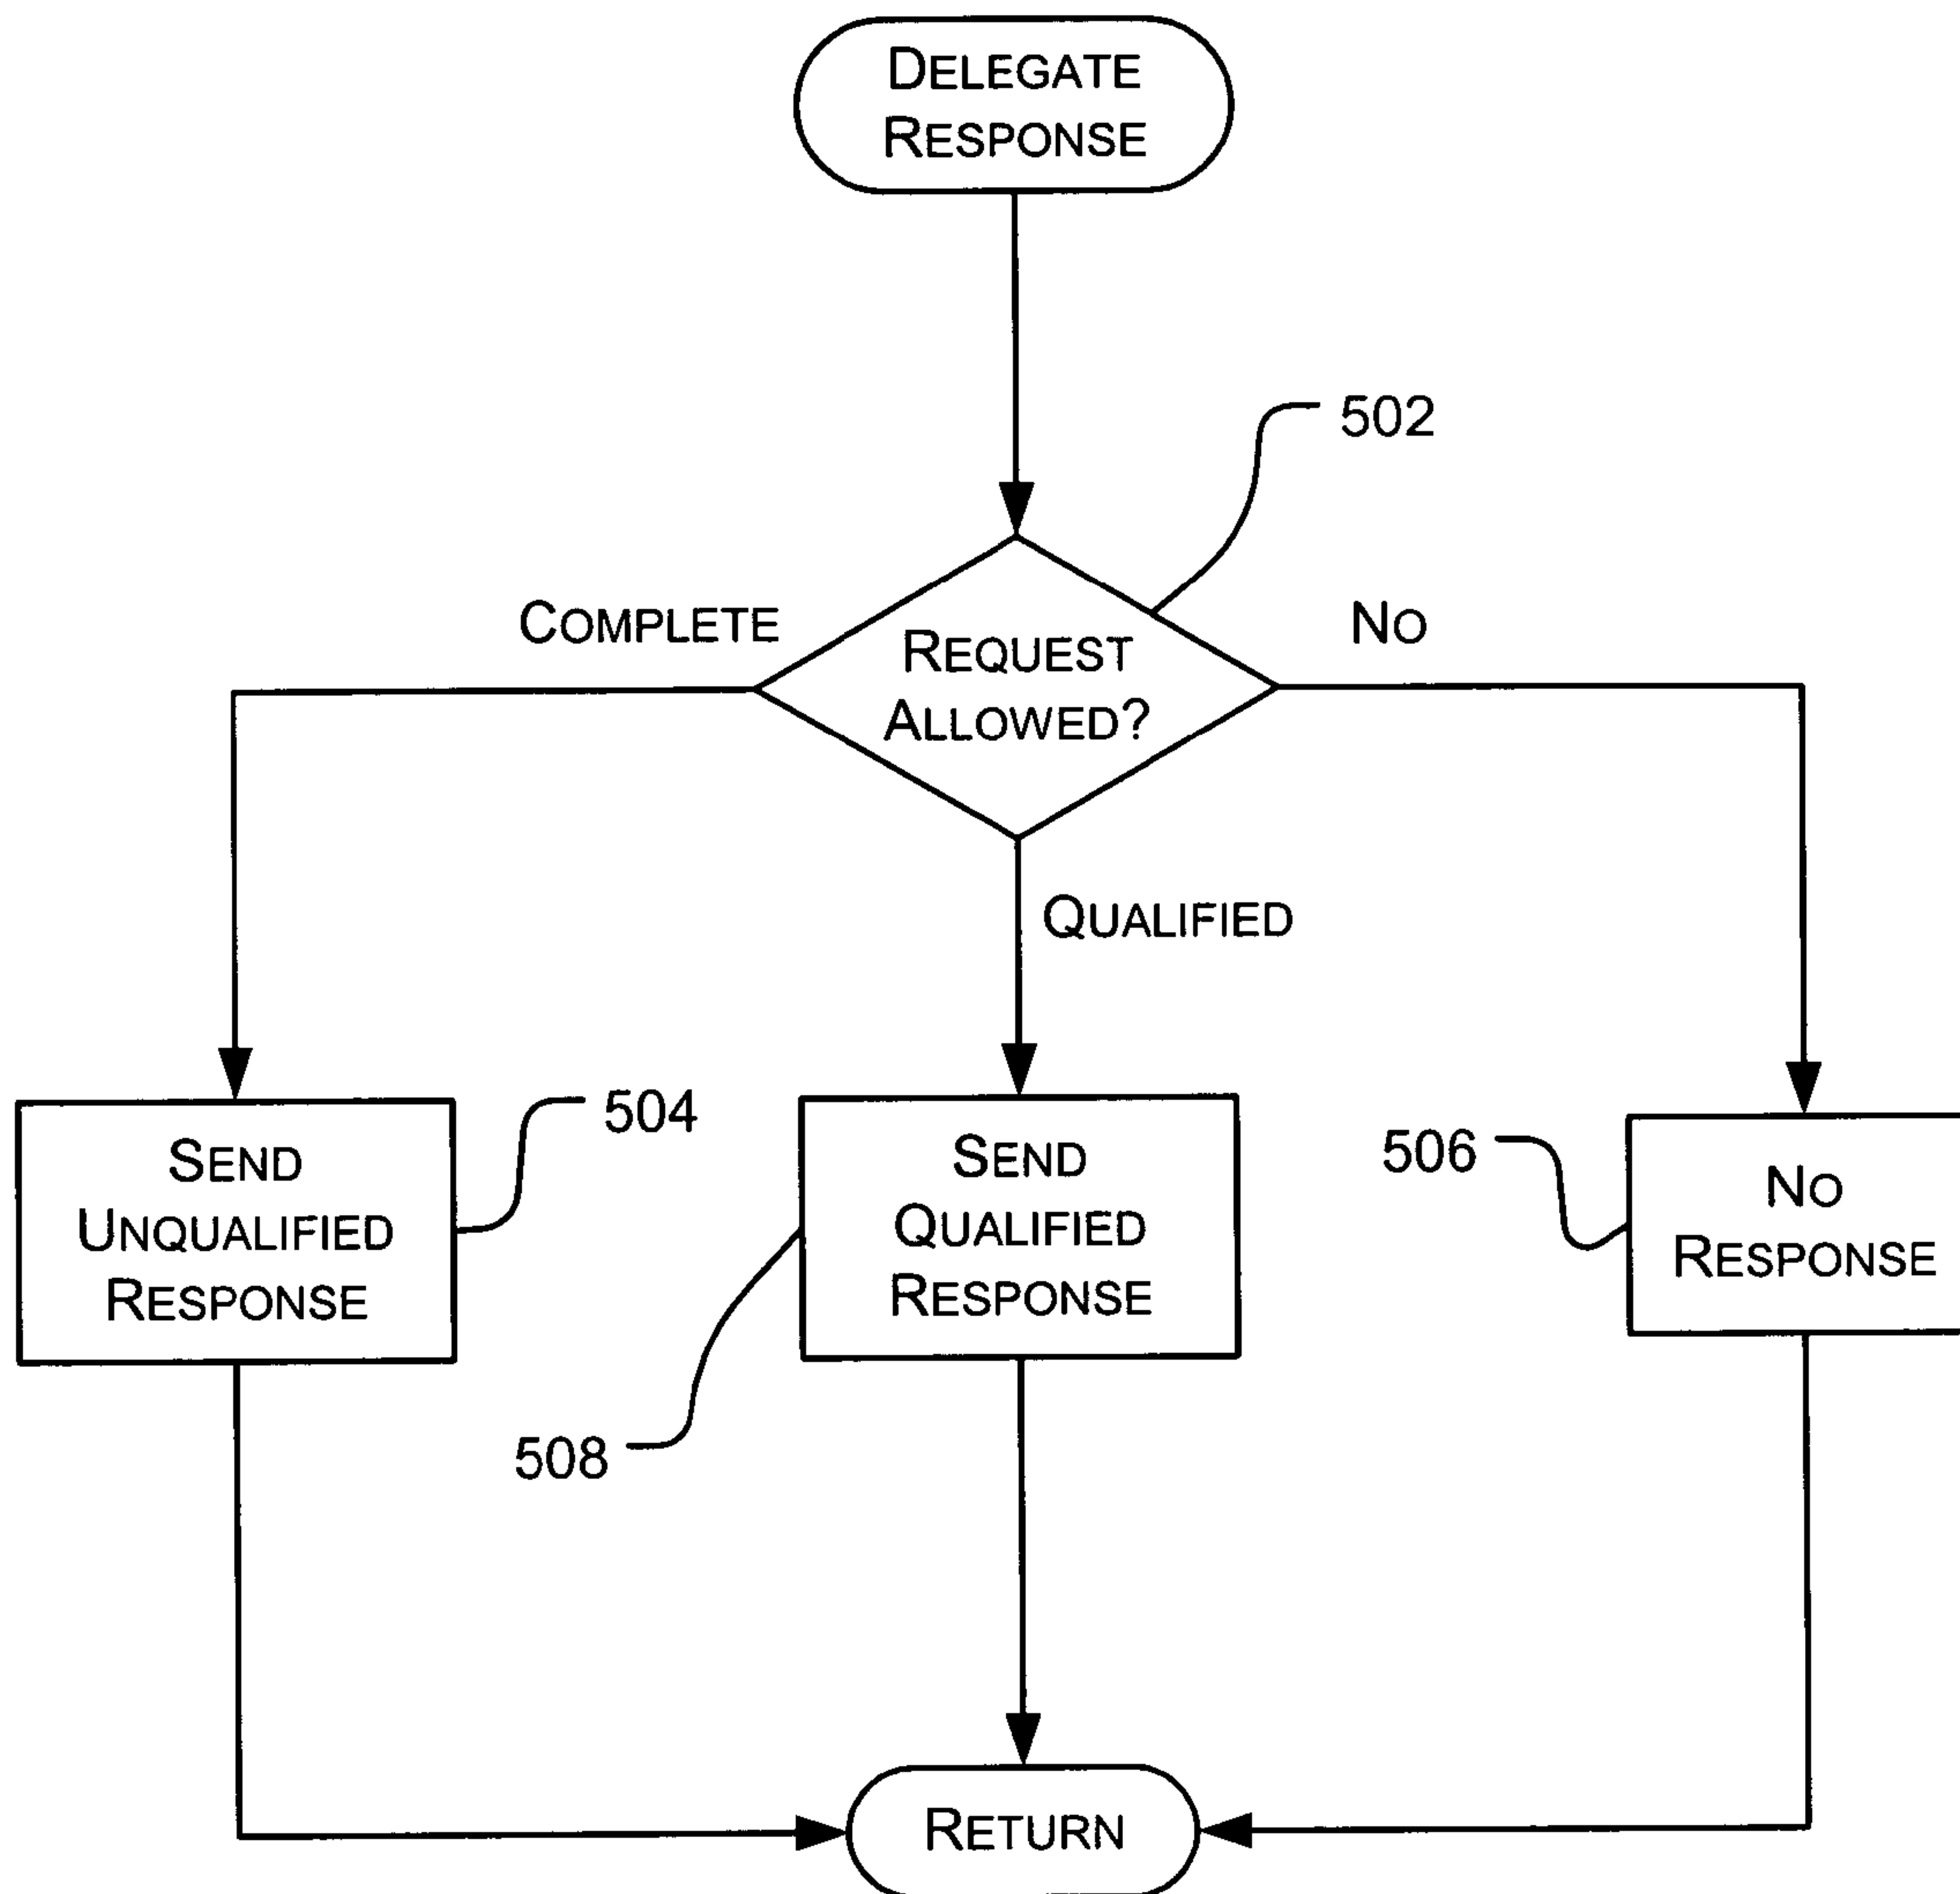 DELEGATE
RESPONSE
502
COMPLETE
NO
REQUEST
ALLOWED?
QUALIFIED
SEND
UNQUALIFIED
RESPONSE
504
SEND
QUALIFIED
RESPONSE
506
NO
RESPONSE
508
RETURN